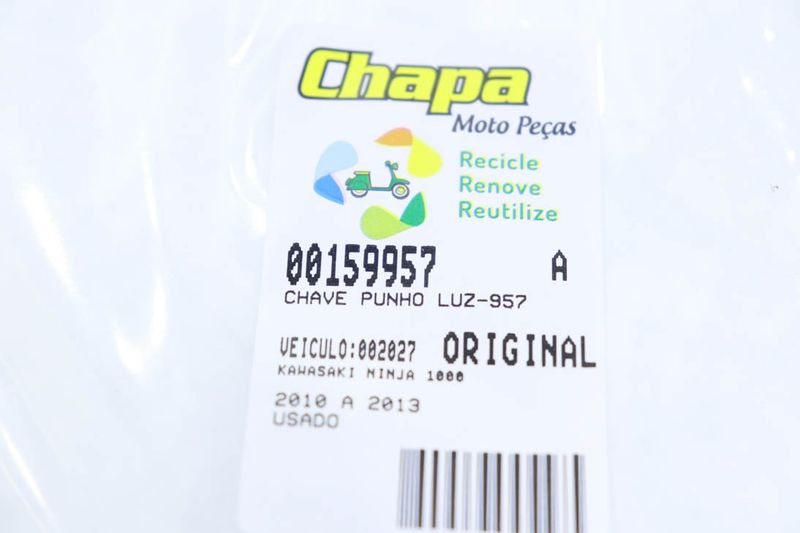 Chapa
Moto Peças
Recicle
Renove
Reutilize
00159957 A
CHAVE PUNHO LUZ-957
VEICULO:002027 ORIGINAL
KAWASAKI NINJA 1000
2010 A 2013
USADO